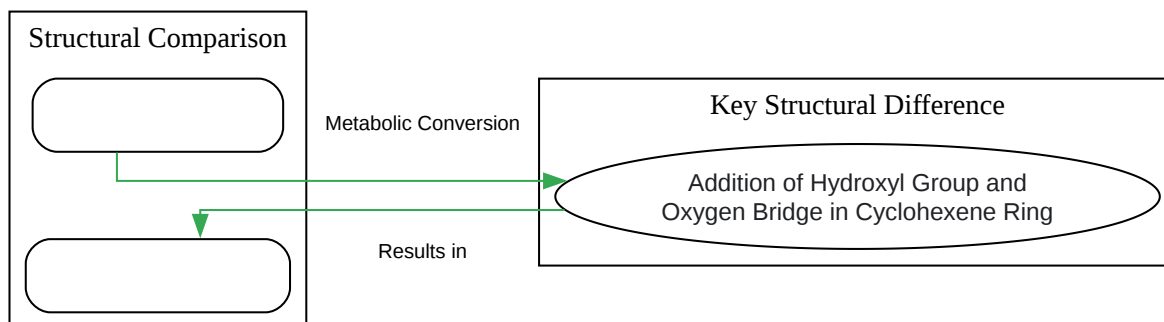 Structural Comparison
Key Structural Difference
Metabolic Conversion
Addition of Hydroxyl Group and
Oxygen Bridge in Cyclohexene Ring
Results in